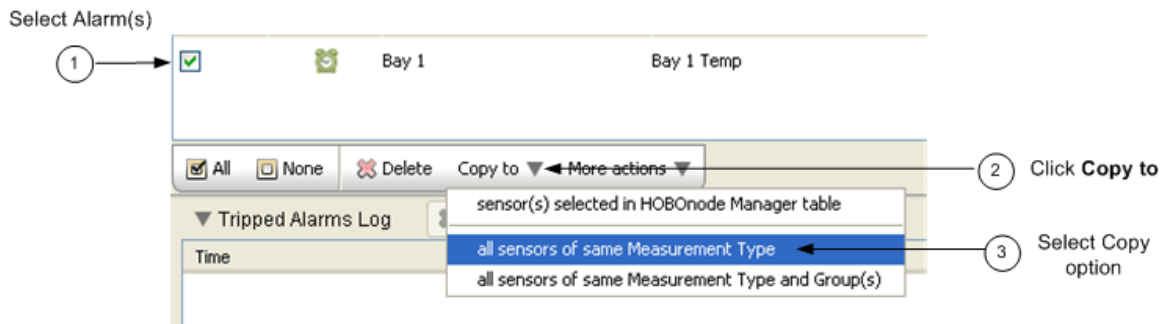 Select Alarm(s)
1
Bay 1 Bay 1 Temp
All None Delete Copy to More actions
2 Click Copy to
sensor(s) selected in HOBOnode Manager table
Tripped Alarms Log
all sensors of same Measurement Type
3 Select Copy
option
Time
all sensors of same Measurement Type and Group(s)